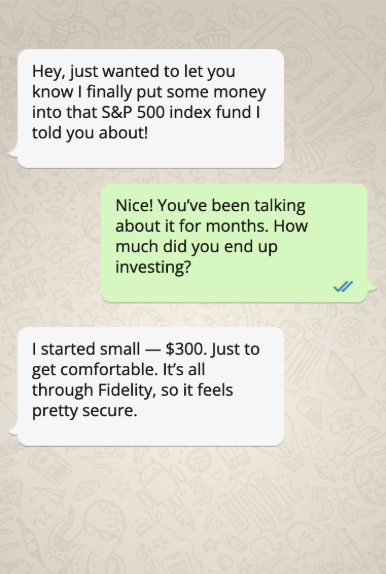 Hey, just wanted to let you
know I finally put some money
into that S&P 500 index fund I
told you about!
Nice! You’ve been talking
about it for months. How
much did you end up
investing?
I started small — $300. Just to
get comfortable. It’s all
through Fidelity, so it feels
pretty secure.